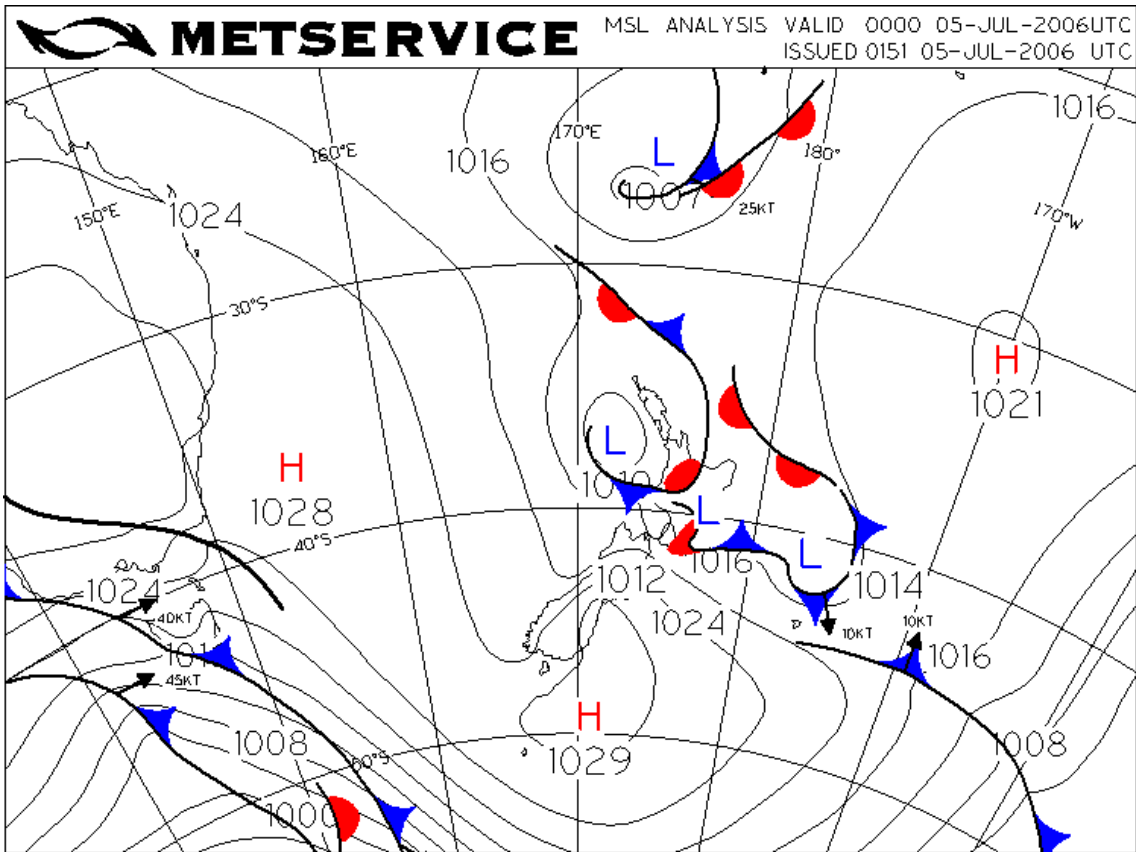 METSERVICE
MSL ANALYSIS VALID 0000 05-JUL-2006UTC
ISSUED 0151 05-JUL-2006 UTC
1016
170°E
L
160°E
1016
180°
1007
150°E
1024
25KT
170°W
30°S
H
1021
L
H
1010
1028
L
40°S
L
1016
1012
1014
1024
40KT
1024
10KT
10KT
1016
45KT
H
1008
1008
1029
50°S
1000